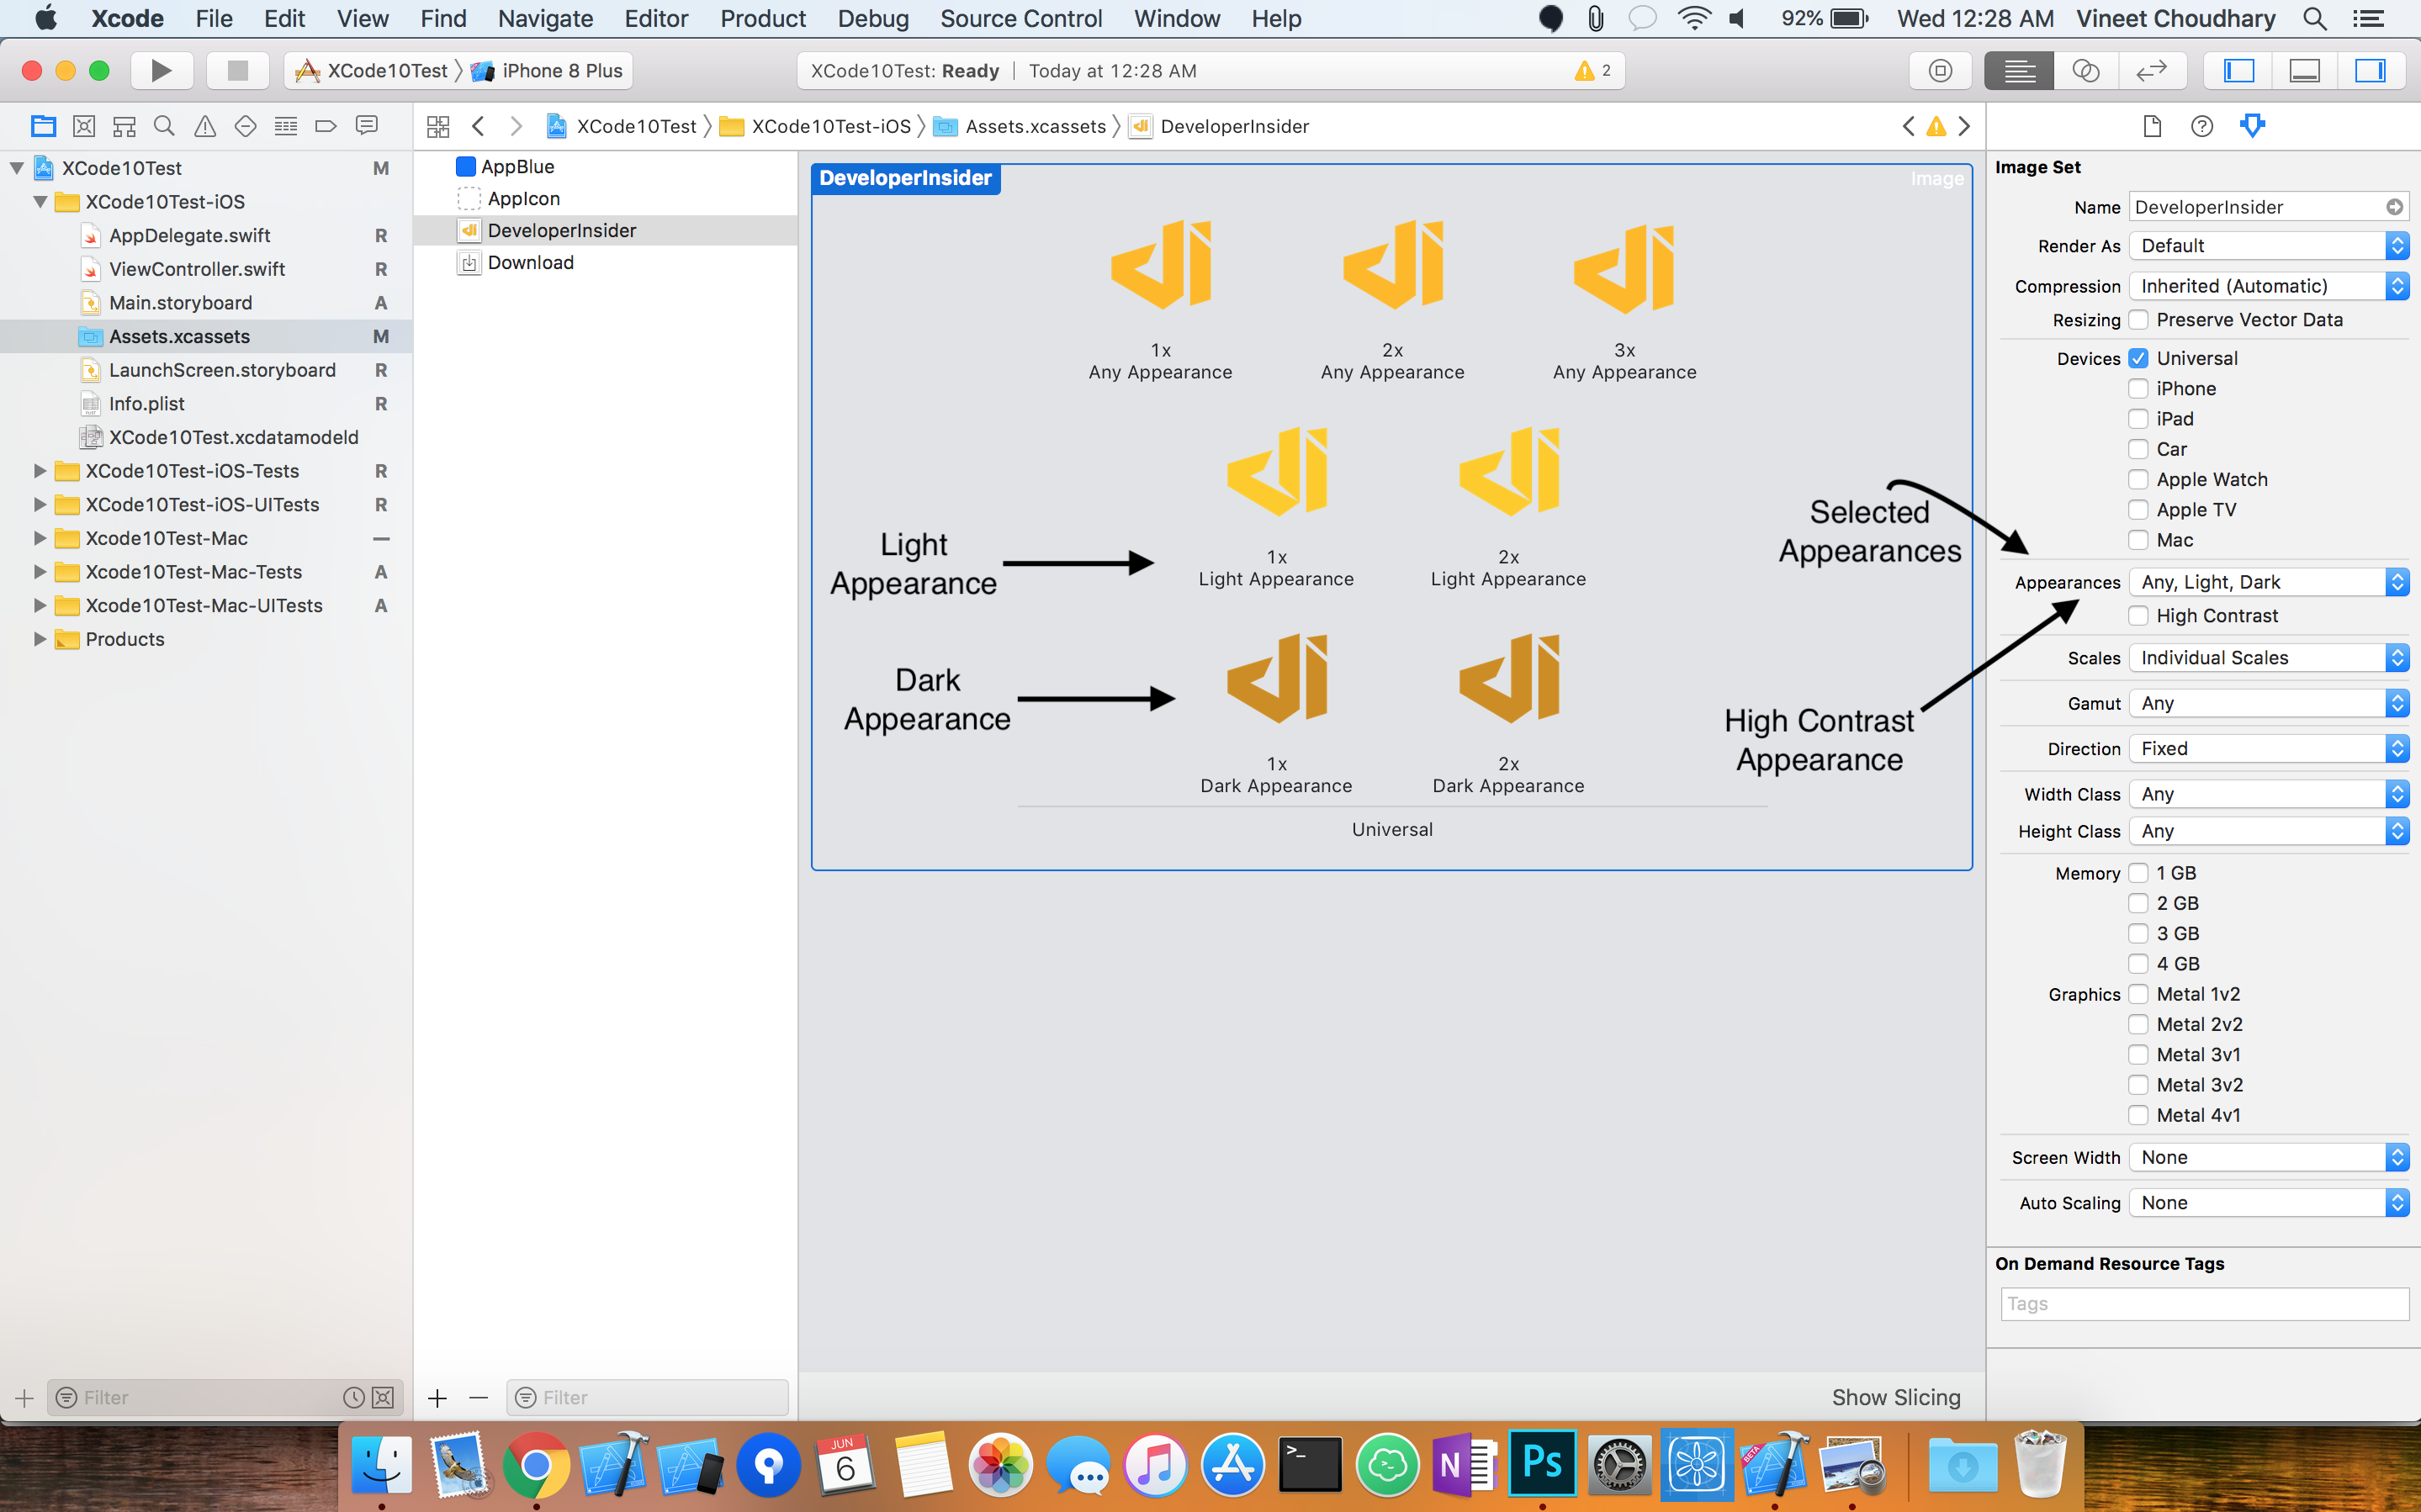 Xcode File Edit View Find Navigate Editor Product Debug Source Control Window Help 92% Wed 12:28 AM Vineet Choudhary
XCode10Test iPhone 8 Plus XCode10Test: Ready Today at 12:28 AM 2
XCode10Test XCode10Test-iOS Assets.xcassets DeveloperInsider
XCode10Test M
XCode10Test-iOS
AppDelegate.swift R
ViewController.swift R
Main.storyboard A
Assets.xcassets M
LaunchScreen.storyboard R
Info.plist R
XCode10Test.xcdatamodeld
XCode10Test-iOS-Tests R
XCode10Test-iOS-UITests R
Xcode10Test-Mac
Xcode10Test-Mac-Tests A
Xcode10Test-Mac-UITests A
Products
Filter
AppBlue
AppIcon
DeveloperInsider
Download
Filter
DeveloperInsider Image
1x 2x 3x
Any Appearance Any Appearance Any Appearance
Light
Appearance
1x 2x
Light Appearance Light Appearance
Selected
Appearances
Dark
Appearance
1x 2x
Dark Appearance Dark Appearance
High Contrast
Appearance
Universal
Show Slicing
Image Set
Name DeveloperInsider
Render As Default
Compression Inherited (Automatic)
Resizing Preserve Vector Data
Devices Universal
iPhone
iPad
Car
Apple Watch
Apple TV
Mac
Appearances Any, Light, Dark
High Contrast
Scales Individual Scales
Gamut Any
Direction Fixed
Width Class Any
Height Class Any
Memory 1 GB
2 GB
3 GB
4 GB
Graphics Metal 1v2
Metal 2v2
Metal 3v1
Metal 3v2
Metal 4v1
Screen Width None
Auto Scaling None
On Demand Resource Tags
Tags
JUN
6
>_
N
Ps
BETA